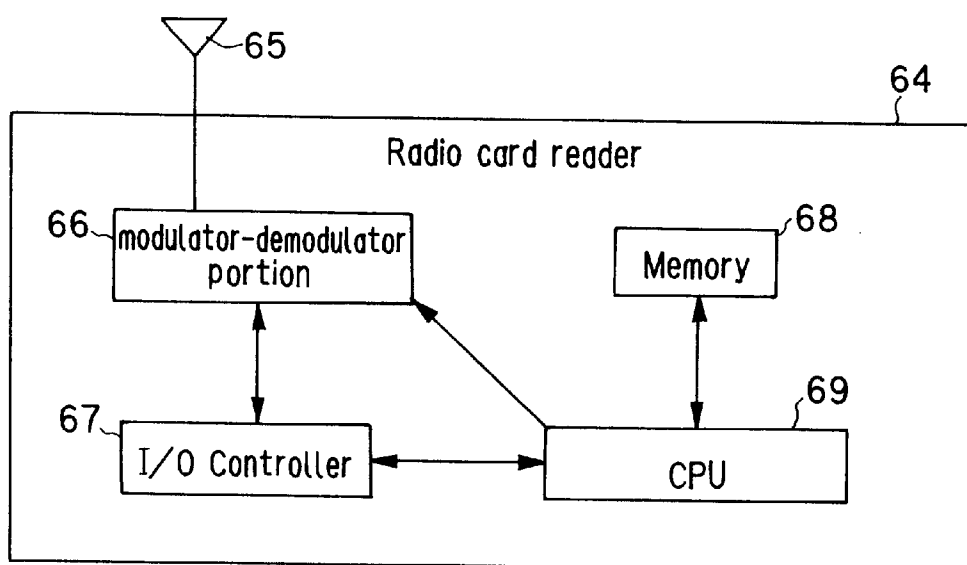 65
64
Radio card reader
66
modulator-demodulator
portion
68
Memory
67
I/O Controller
69
CPU